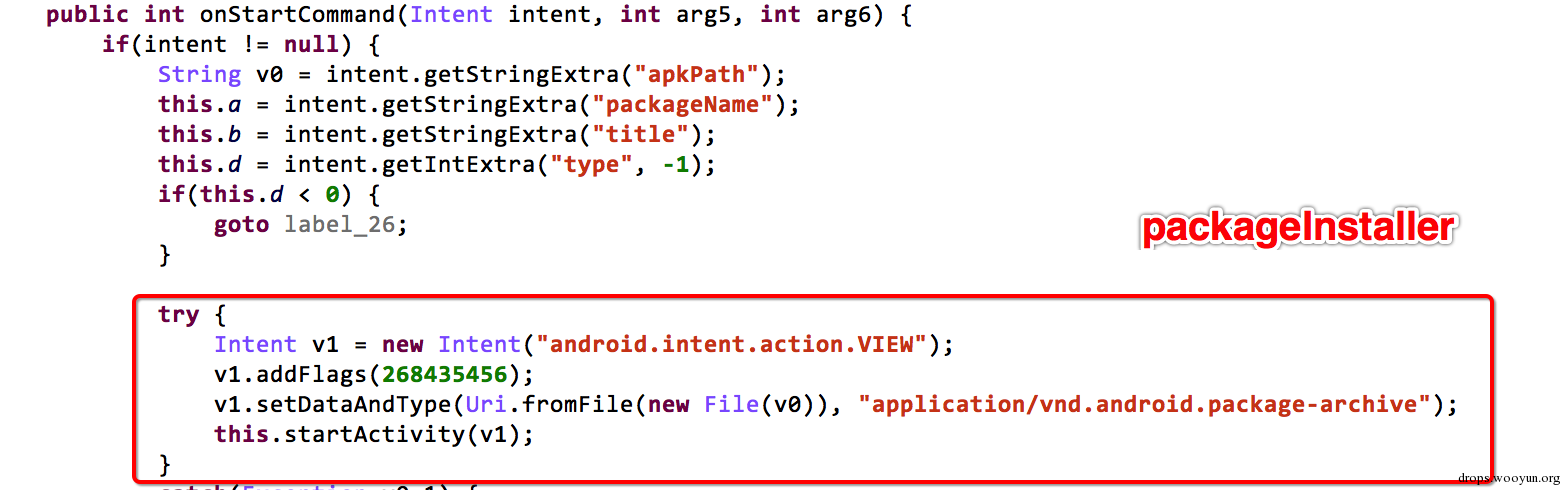 public int onStartCommand(Intent intent, int arg5, int arg6) {
if(intent != null) {
String v0 = intent.getStringExtra("apkPath");
this.a = intent.getStringExtra("packageName");
this.b = intent.getStringExtra("title");
this.d = intent.getIntExtra("type", -1);
if(this.d < 0) {
goto label_26;
}
packageInstaller
try {
Intent v1 = new Intent("android.intent.action.VIEW");
v1.addFlags(268435456);
v1.setDataAndType(Uri.fromFile(new File(v0)), "application/vnd.android.package-archive");
this.startActivity(v1);
}
catch(Exception v0_1) {
drops.wooyun.org